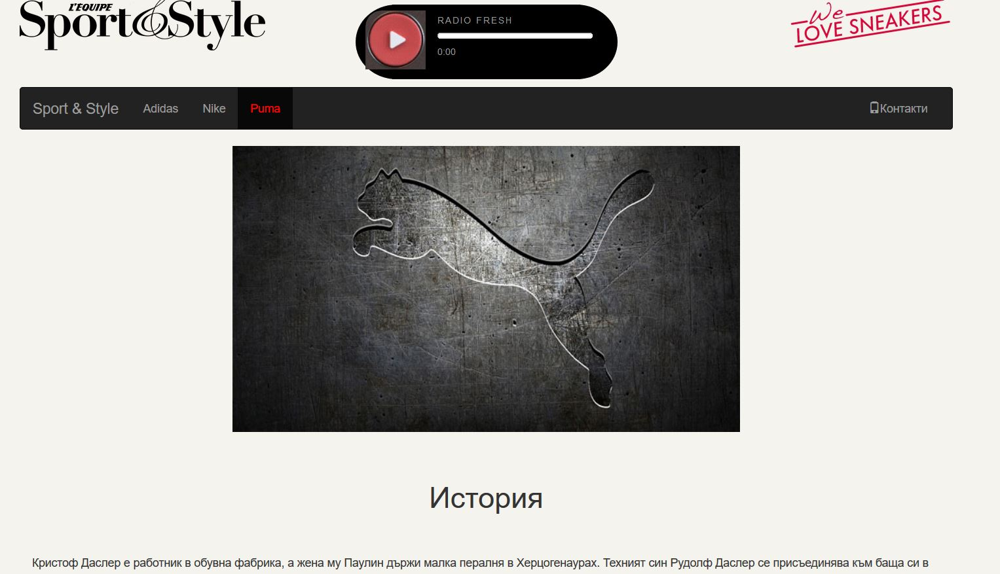 L'ÉQUIPE
Sport&Style
RADIO FRESH
0:00
We
LOVE SNEAKERS
Sport & Style Adidas Nike Puma Контакти
История
Кристоф Даслер е работник в обувна фабрика, а жена му Паулин държи малка пералня в Херцогенаурах. Техният син Рудолф Даслер се присъединява към баща си в